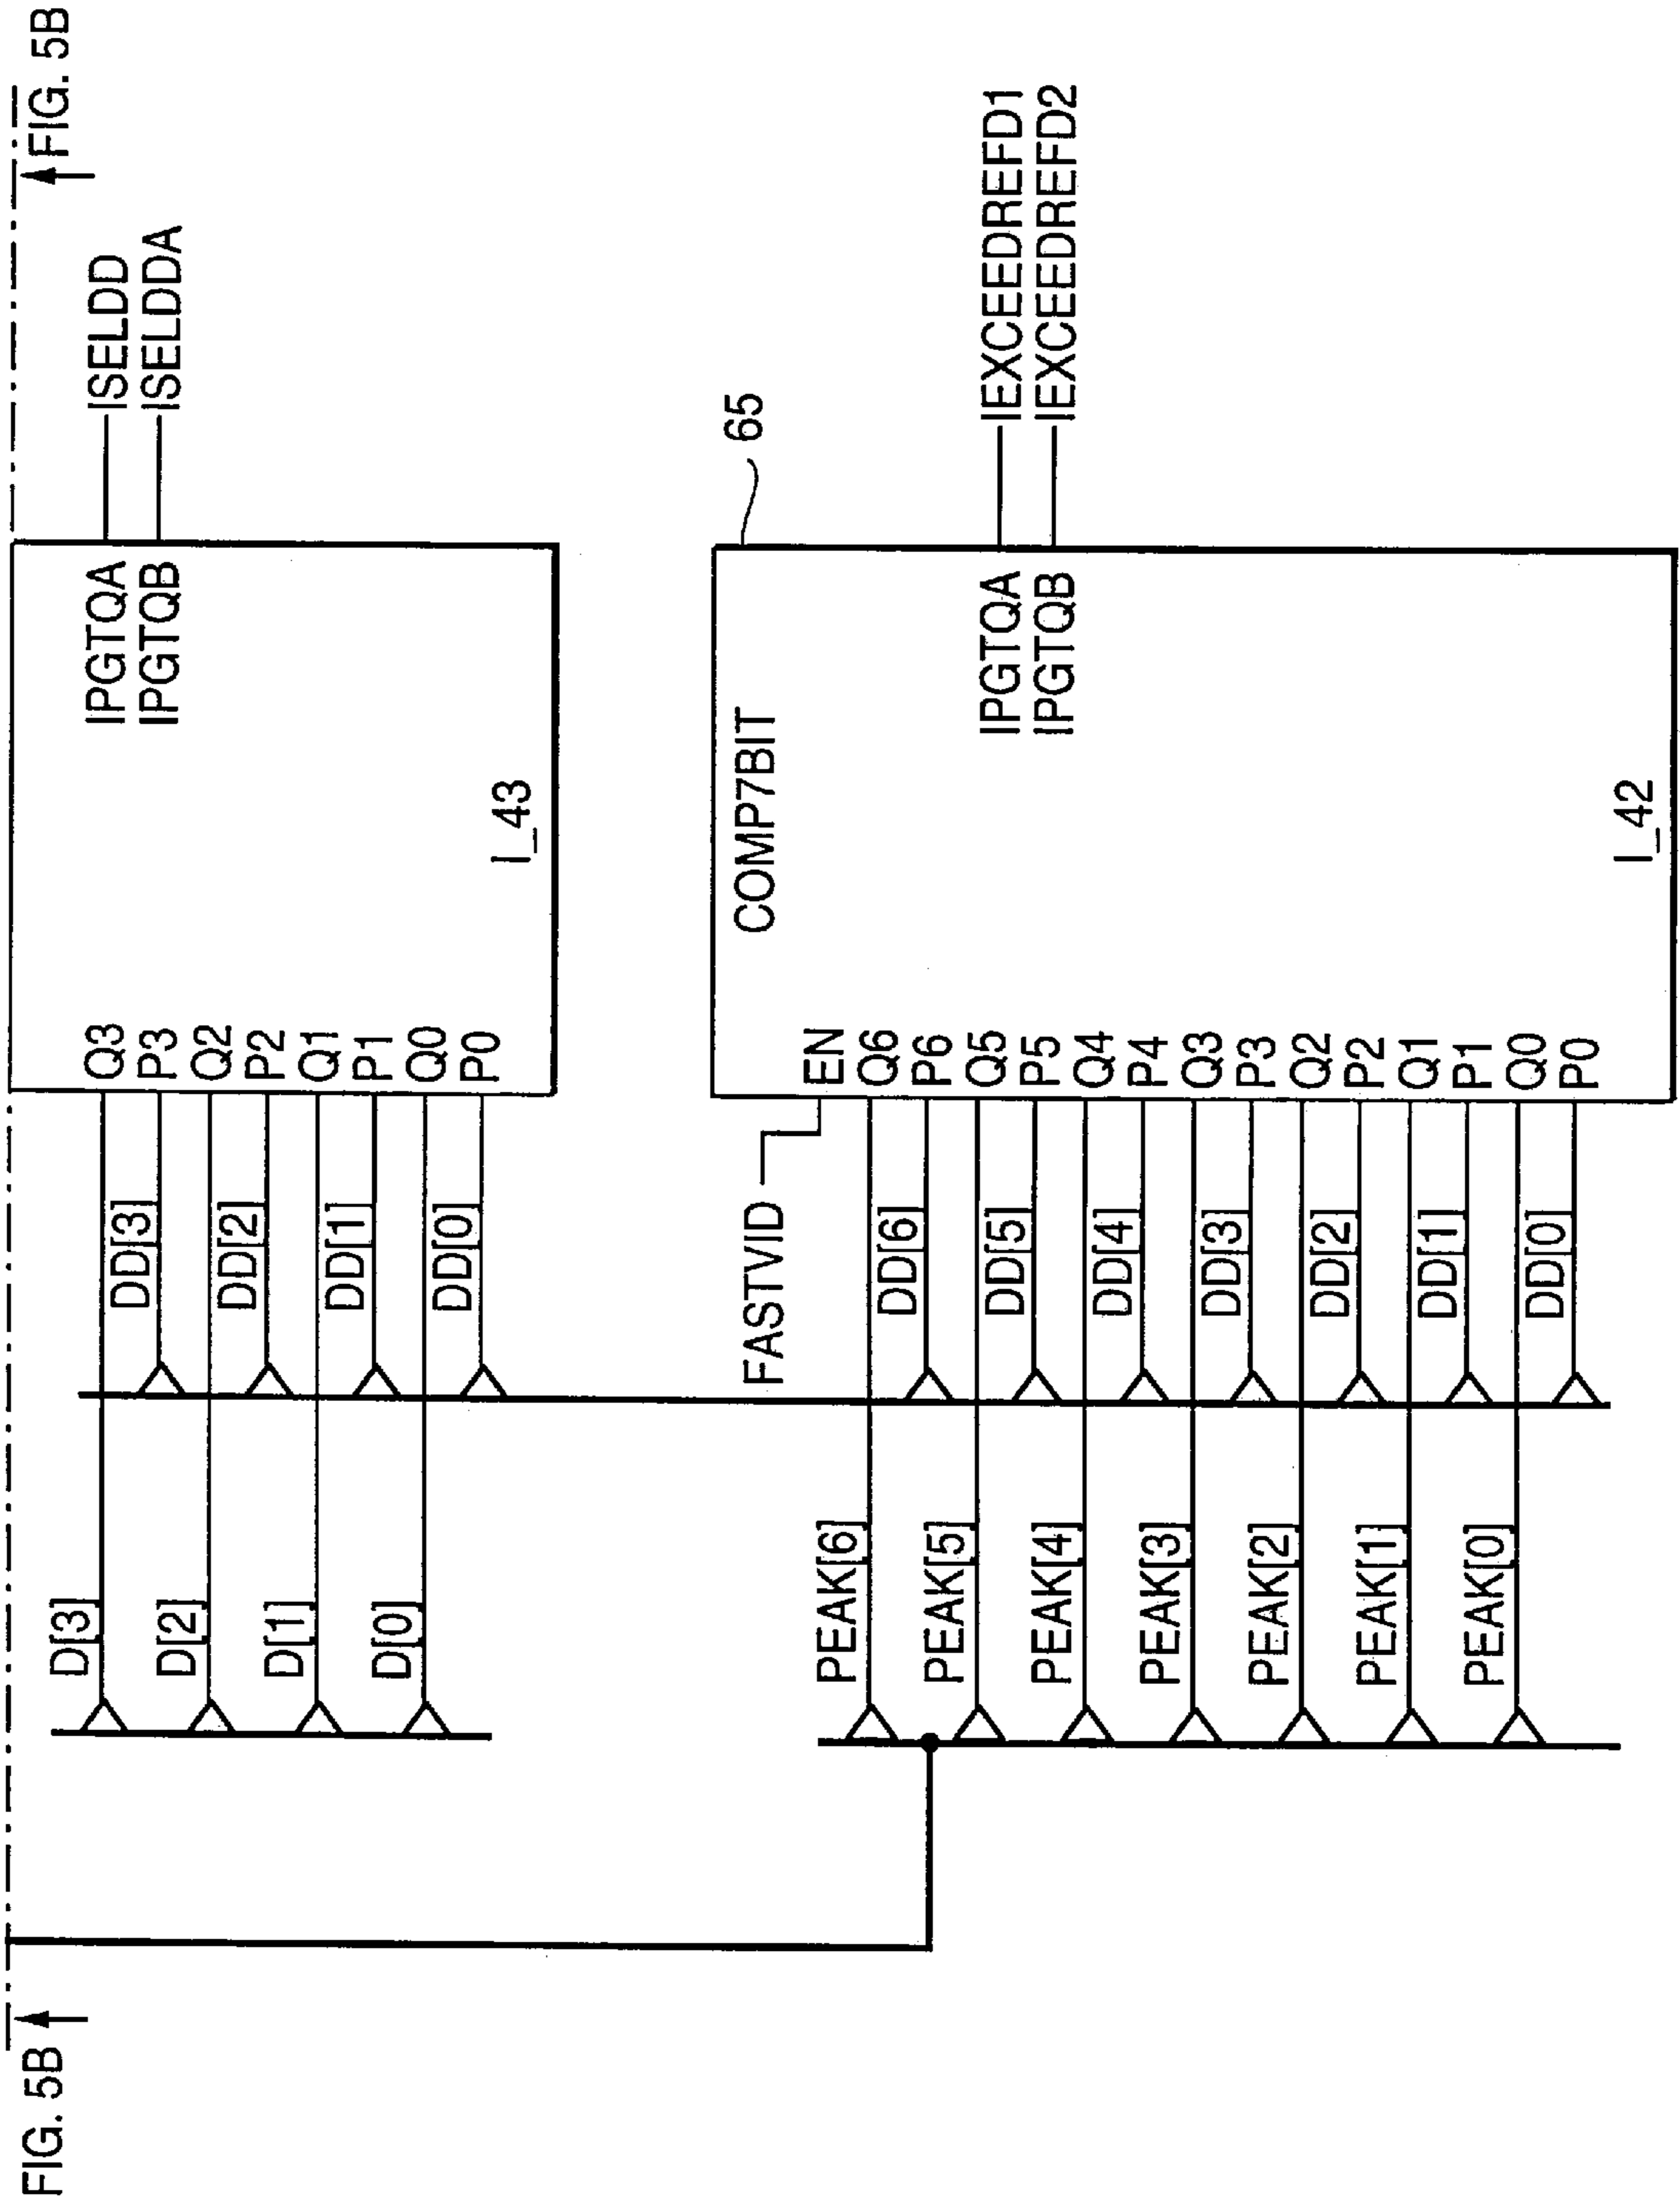 FIG. 5B
FIG. 5B
D[3]
DD[3]
D[2]
DD[2]
D[1]
DD[1]
D[0]
DD[0]
Q3
P3
Q2
P2
Q1
P1
Q0
P0
IPGTQA
IPGTQB
I_43
ISELDD
ISELDDA
65
COMP7BIT
FASTVID
EN
PEAK[6]
DD[6]
PEAK[5]
DD[5]
PEAK[4]
DD[4]
PEAK[3]
DD[3]
PEAK[2]
DD[2]
PEAK[1]
DD[1]
PEAK[0]
DD[0]
Q6
P6
Q5
P5
Q4
P4
Q3
P3
Q2
P2
Q1
P1
Q0
P0
IPGTQA
IPGTQB
I_42
IEXCEEDREFD1
IEXCEEDREFD2